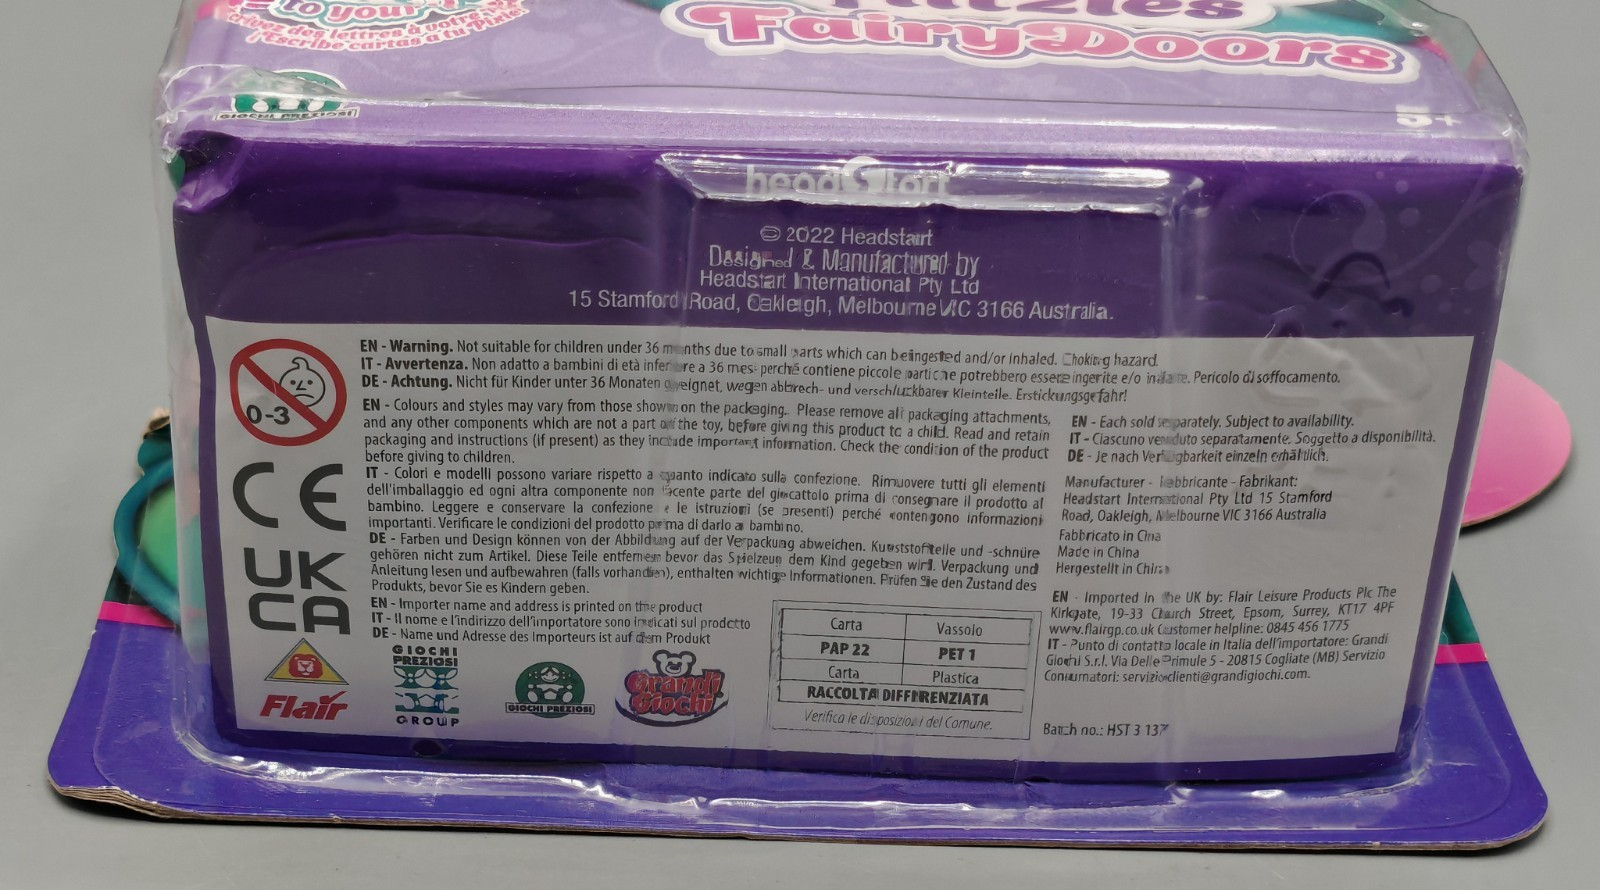 to your
des lettres à votre
Escribe cartas a tu Pixie
Fairy Doors
GIOCHI PREZIOSI
5+
headStart
© 2022 Headstart
Designed & Manufactured by
Headstart International Pty Ltd
15 Stamford Road, Oakleigh, Melbourne VIC 3166 Australia.
0-3
EN - Warning. Not suitable for children under 36 months due to small parts which can be ingested and/or inhaled. Choking hazard.
IT - Avvertenza. Non adatto a bambini di età inferiore a 36 mesi perché contiene piccole particine potrebbero essere ingerite e/o inalate. Pericolo di soffocamento.
DE - Achtung. Nicht für Kinder unter 36 Monaten geeignet, wegen abbrech- und verschluckbarer Kleinteile. Erstickungsgefahr!
EN - Colours and styles may vary from those shown on the packaging. Please remove all packaging attachments,
and any other components which are not a part of the toy, before giving this product to a child. Read and retain
packaging and instructions (if present) as they include important information. Check the condition of the product
before giving to children.
IT - Colori e modelli possono variare rispetto a quanto indicato sulla confezione. Rimuovere tutti gli elementi
dell'imballaggio ed ogni altra componente non facente parte del giocattolo prima di consegnare il prodotto al
bambino. Leggere e conservare la confezione e le istruzioni (se presenti) perché contengono informazioni
importanti. Verificare le condizioni del prodotto prima di darlo al bambino.
DE - Farben und Design können von der Abbildung auf der Verpackung abweichen. Kunststoffteile und -schnüre
gehören nicht zum Artikel. Diese Teile entfernen bevor das Spielzeug dem Kind gegeben wird. Verpackung und
Anleitung lesen und aufbewahren (falls vorhanden), enthalten wichtige Informationen. Prüfen Sie den Zustand des
Produkts, bevor Sie es Kindern geben.
EN - Importer name and address is printed on the product
IT - Il nome e l'indirizzo dell'importatore sono indicati sul prodotto
DE - Name und Adresse des Importeurs ist auf dem Produkt
EN - Each sold separately. Subject to availability.
IT - Ciascuno venduto separatamente. Soggetto a disponibilità.
DE - Je nach Verfügbarkeit einzeln erhältlich.
Manufacturer - Fabbricante - Fabrikant:
Headstart International Pty Ltd 15 Stamford
Road, Oakleigh, Melbourne VIC 3166 Australia
Fabbricato in Cina
Made in China
Hergestellt in China
EN - Imported in the UK by: Flair Leisure Products Plc The
Kirkgate, 19-33 Church Street, Epsom, Surrey, KT17 4PF
www.flairgp.co.uk Customer helpline: 0845 456 1775
IT - Punto di contatto locale in Italia dell'importatore: Grandi
Giochi S.r.l. Via Delle Primule 5 - 20815 Cogliate (MB) Servizio
Consumatori: servizioclienti@grandigiochi.com.
Batch no.: HST 3 137
CE
UK
CA
Flair
GIOCHI
PREZIOSI
GROUP
GIOCHI PREZIOSI
Grandi
Giochi
Carta Vassoio
PAP 22 PET 1
Carta Plastica
RACCOLTA DIFFERENZIATA
Verifica le disposizioni del Comune.